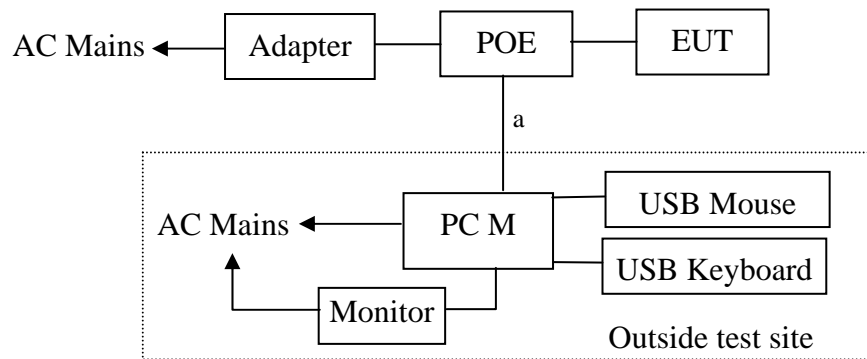 AC Mains
Adapter
POE
EUT
a
AC Mains
PC M
USB Mouse
USB Keyboard
Monitor
Outside test site